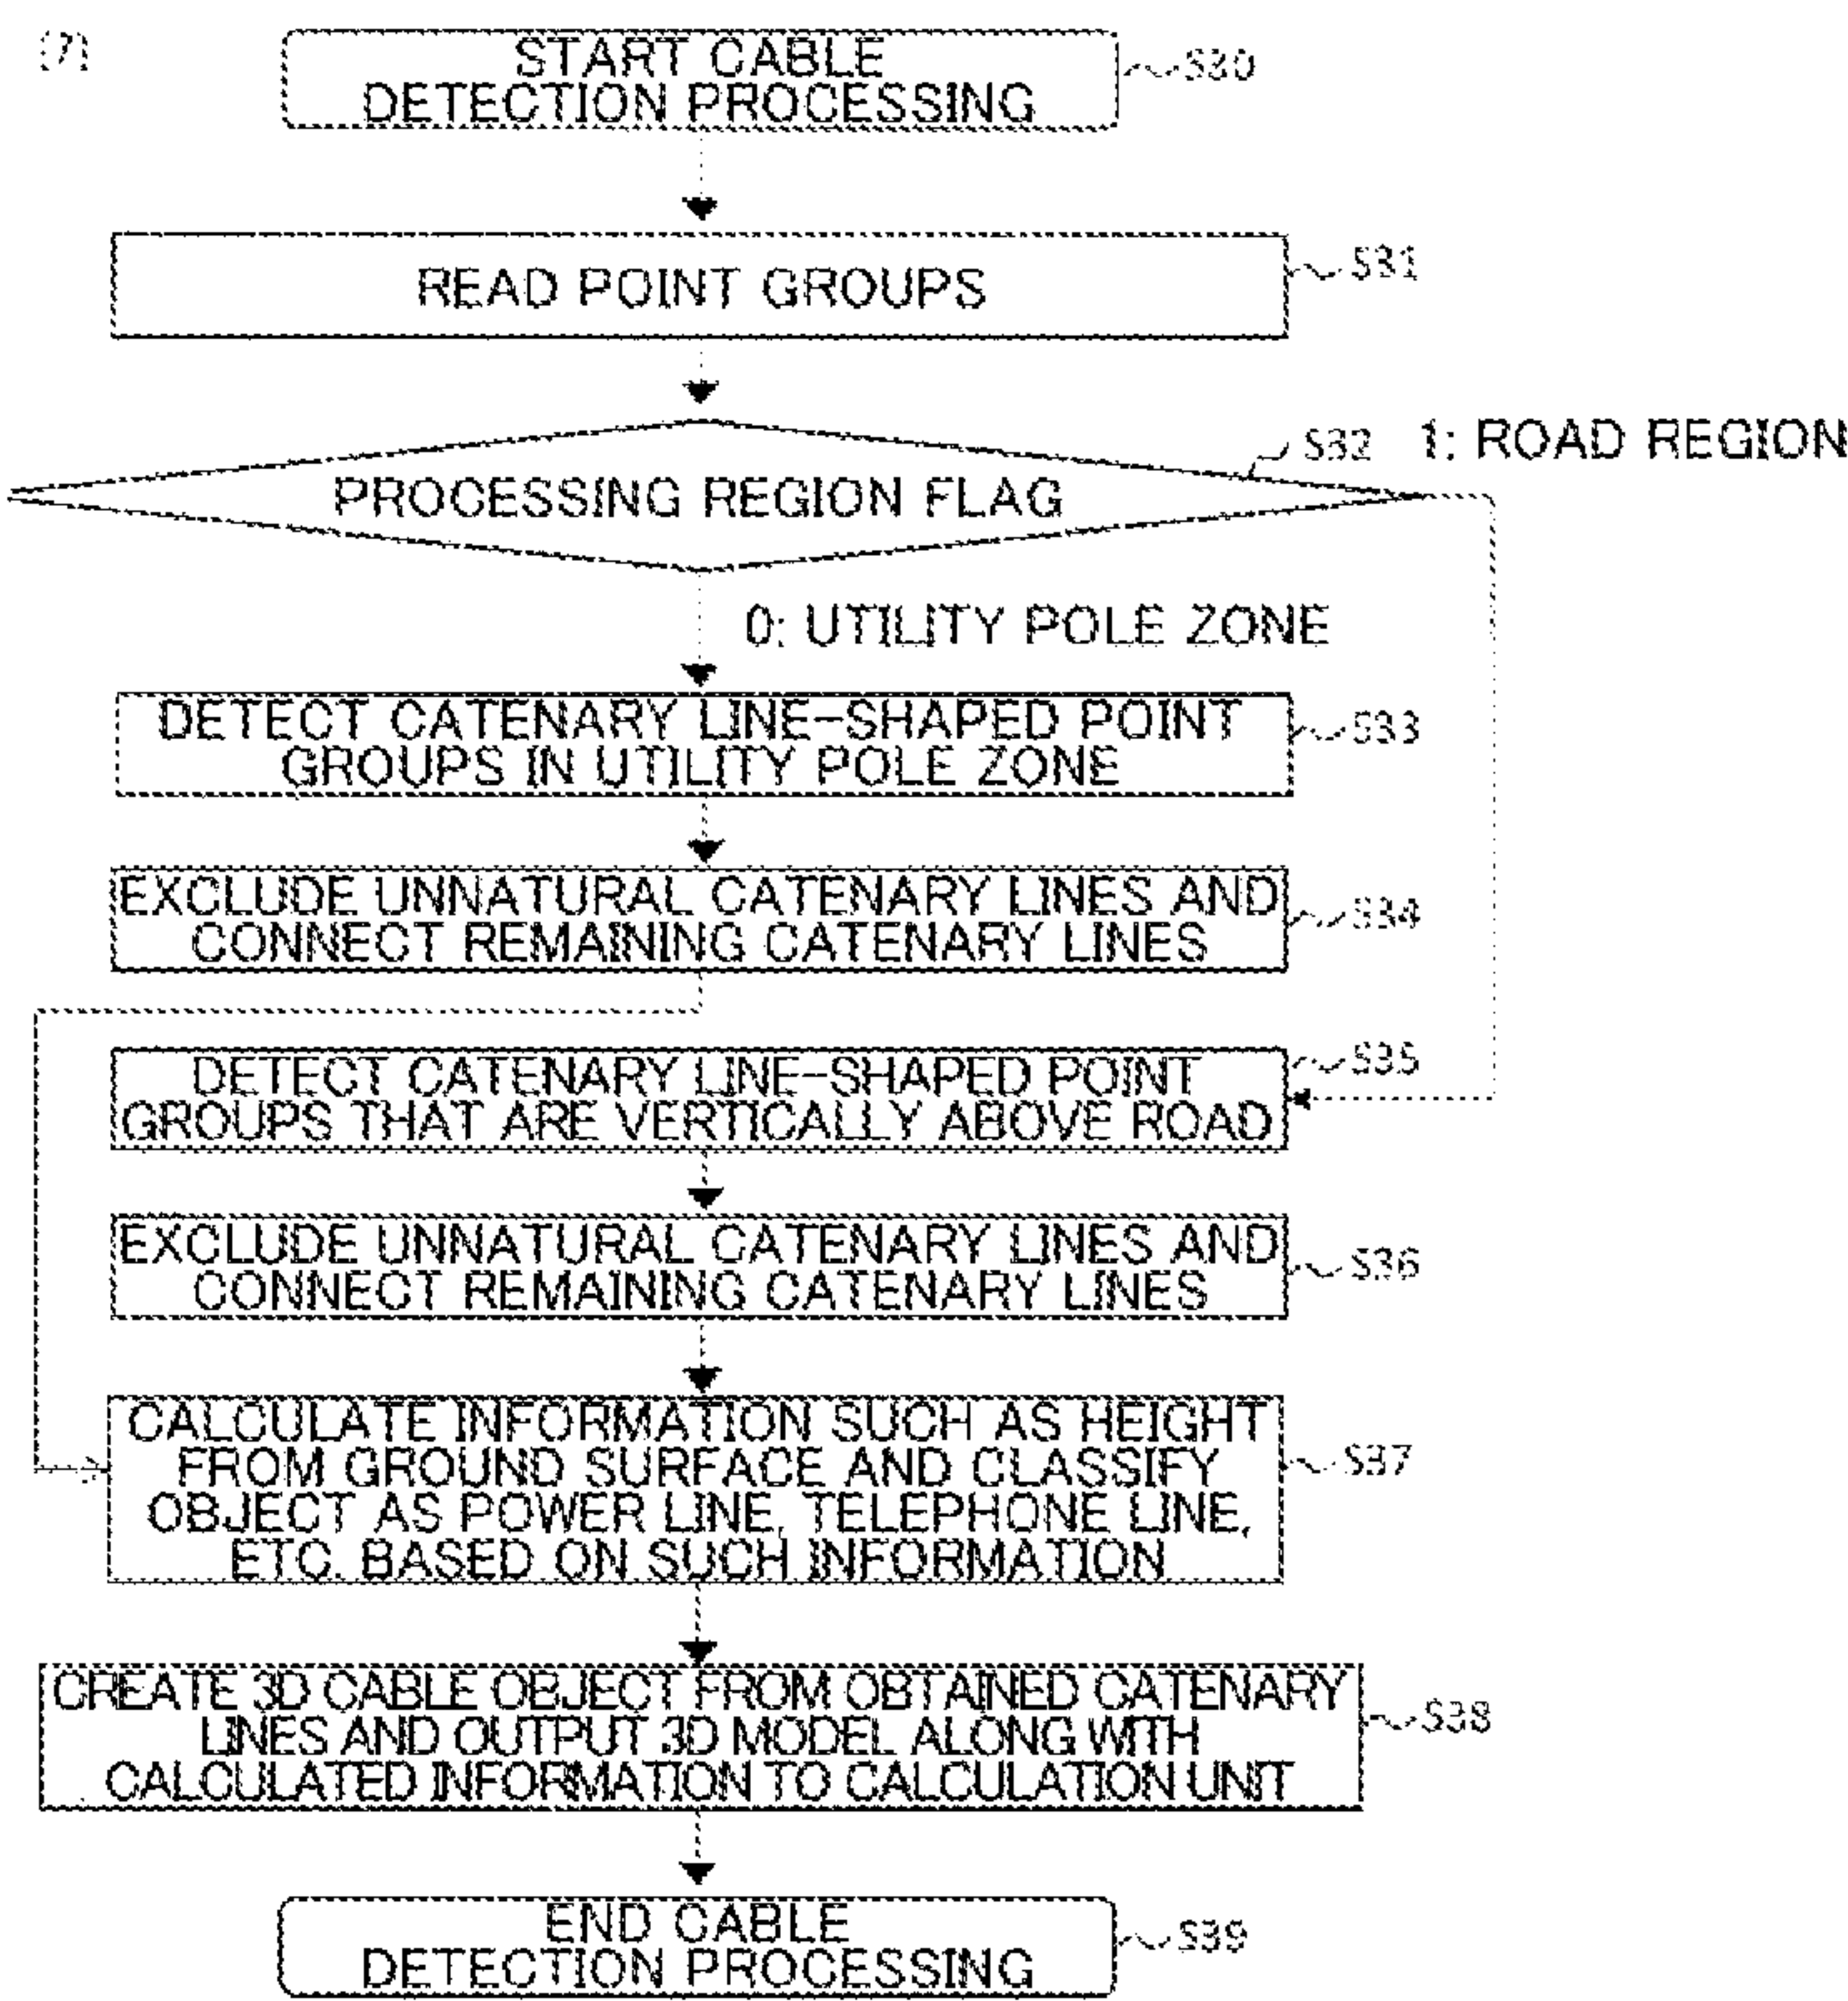 (7)
START CABLE
DETECTION PROCESSING
S30
READ POINT GROUPS
S31
PROCESSING REGION FLAG
S32
1: ROAD REGION
0: UTILITY POLE ZONE
DETECT CATENARY LINE-SHAPED POINT
GROUPS IN UTILITY POLE ZONE
S33
EXCLUDE UNNATURAL CATENARY LINES AND
CONNECT REMAINING CATENARY LINES
S34
DETECT CATENARY LINE-SHAPED POINT
GROUPS THAT ARE VERTICALLY ABOVE ROAD
S35
EXCLUDE UNNATURAL CATENARY LINES AND
CONNECT REMAINING CATENARY LINES
S36
CALCULATE INFORMATION SUCH AS HEIGHT
FROM GROUND SURFACE AND CLASSIFY
OBJECT AS POWER LINE, TELEPHONE LINE,
ETC. BASED ON SUCH INFORMATION
S37
CREATE 3D CABLE OBJECT FROM OBTAINED CATENARY
LINES AND OUTPUT 3D MODEL ALONG WITH
CALCULATED INFORMATION TO CALCULATION UNIT
S38
END CABLE
DETECTION PROCESSING
S39